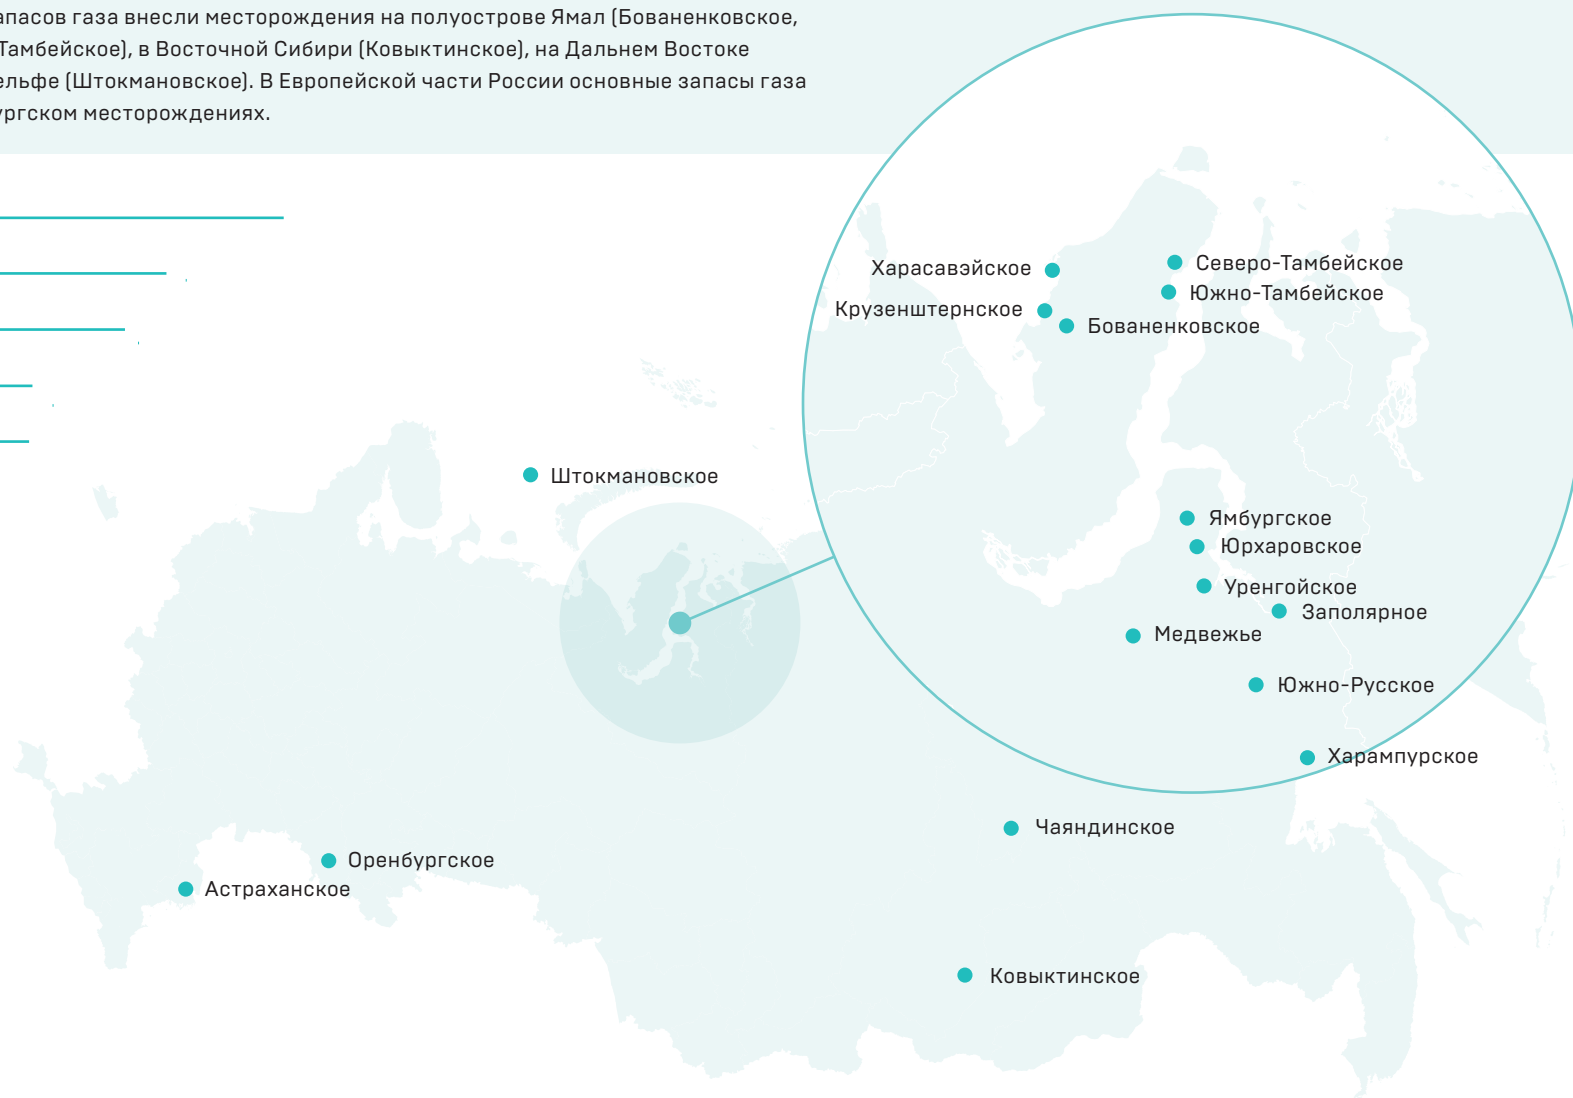 апасов газа внесли месторождения на полуострове Ямал (Бованенковское,
Тамбейское), в Восточной Сибири (Ковыктинское), на Дальнем Востоке
ельфе (Штокмановское). В Европейской части России основные запасы газа
ургском месторождениях.
Харасавэйское
Северо-Тамбейское
Южно-Тамбейское
Крузенштернское
Бованенковское
Штокмановское
Ямбургское
Юрхаровское
Уренгойское
Заполярное
Медвежье
Южно-Русское
Харампурское
Чаяндинское
Оренбургское
Астраханское
Ковыктинское